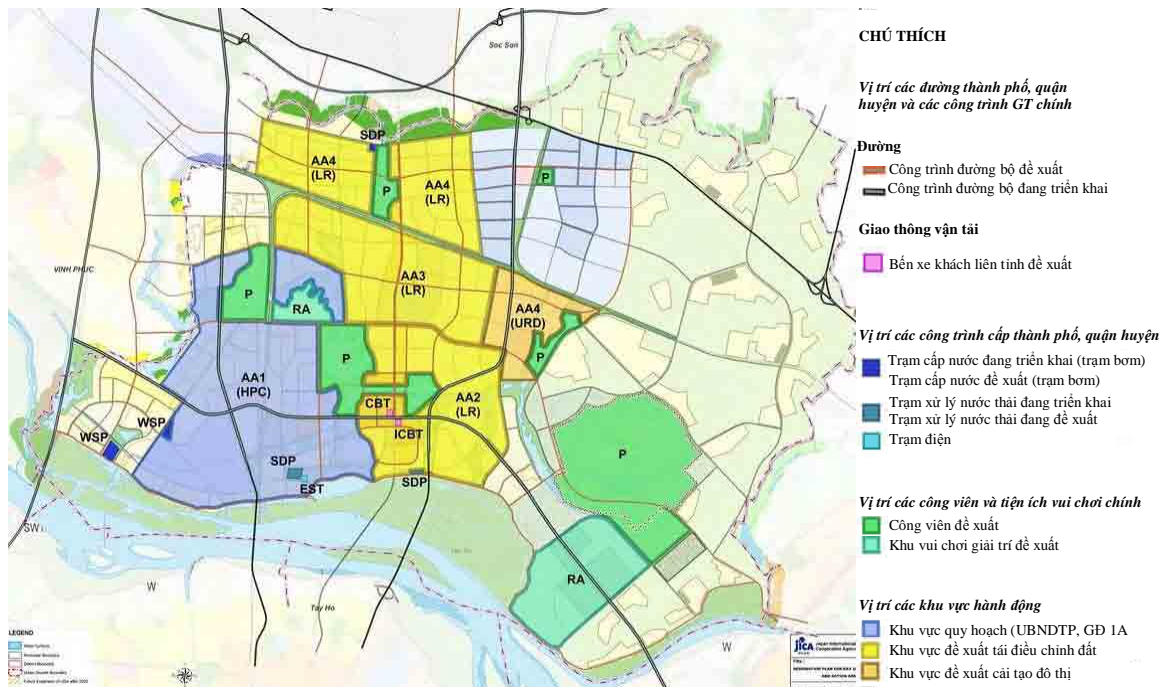 Soc Son
SDP
AA4
(LR)
P
AA4
(LR)
P
VINH PHUC
P
RA
AA3
(LR)
AA4
(URD)
P
P
AA1
(HPC)
CBT
AA2
(LR)
ICBT
WSP
WSP
SDP
EST
SDP
P
RA
SW
W
Tay Ho
W
LEGEND
JICA
CHÚ THÍCH
Vị trí các đường thành phố, quận
huyện và các công trình GT chính
Đường
Công trình đường bộ đề xuất
Công trình đường bộ đang triển khai
Giao thông vận tải
Bến xe khách liên tỉnh đề xuất
Vị trí các công trình cấp thành phố, quận huyện
Trạm cấp nước đang triển khai (trạm bơm)
Trạm cấp nước đề xuất (trạm bơm)
Trạm xử lý nước thải đang triển khai
Trạm xử lý nước thải đang đề xuất
Trạm điện
Vị trí các công viên và tiện ích vui chơi chính
Công viên đề xuất
Khu vui chơi giải trí đề xuất
Vị trí các khu vực hành động
Khu vực quy hoạch (UBNDTP, GĐ 1A
Khu vực đề xuất tái điều chỉnh đất
Khu vực đề xuất cải tạo đô thị